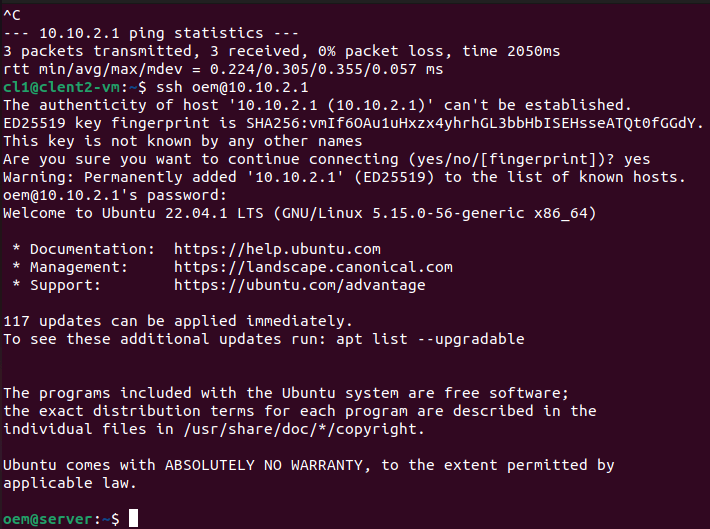 ^C
--- 10.10.2.1 ping statistics ---
3 packets transmitted, 3 received, 0% packet loss, time 2050ms
rtt min/avg/max/mdev = 0.224/0.305/0.355/0.057 ms
cl1@clent2-vm:~$ ssh oem@10.10.2.1
The authenticity of host '10.10.2.1 (10.10.2.1)' can't be established.
ED25519 key fingerprint is SHA256:vmIf6OAu1uHxzx4yhrhGL3bbHbISEHsseATQt0fGGdY.
This key is not known by any other names
Are you sure you want to continue connecting (yes/no/[fingerprint])? yes
Warning: Permanently added '10.10.2.1' (ED25519) to the list of known hosts.
oem@10.10.2.1's password:
Welcome to Ubuntu 22.04.1 LTS (GNU/Linux 5.15.0-56-generic x86_64)
* Documentation:  https://help.ubuntu.com
* Management:     https://landscape.canonical.com
* Support:        https://ubuntu.com/advantage
117 updates can be applied immediately.
To see these additional updates run: apt list --upgradable
The programs included with the Ubuntu system are free software;
the exact distribution terms for each program are described in the
individual files in /usr/share/doc/*/copyright.
Ubuntu comes with ABSOLUTELY NO WARRANTY, to the extent permitted by
applicable law.
oem@server:~$